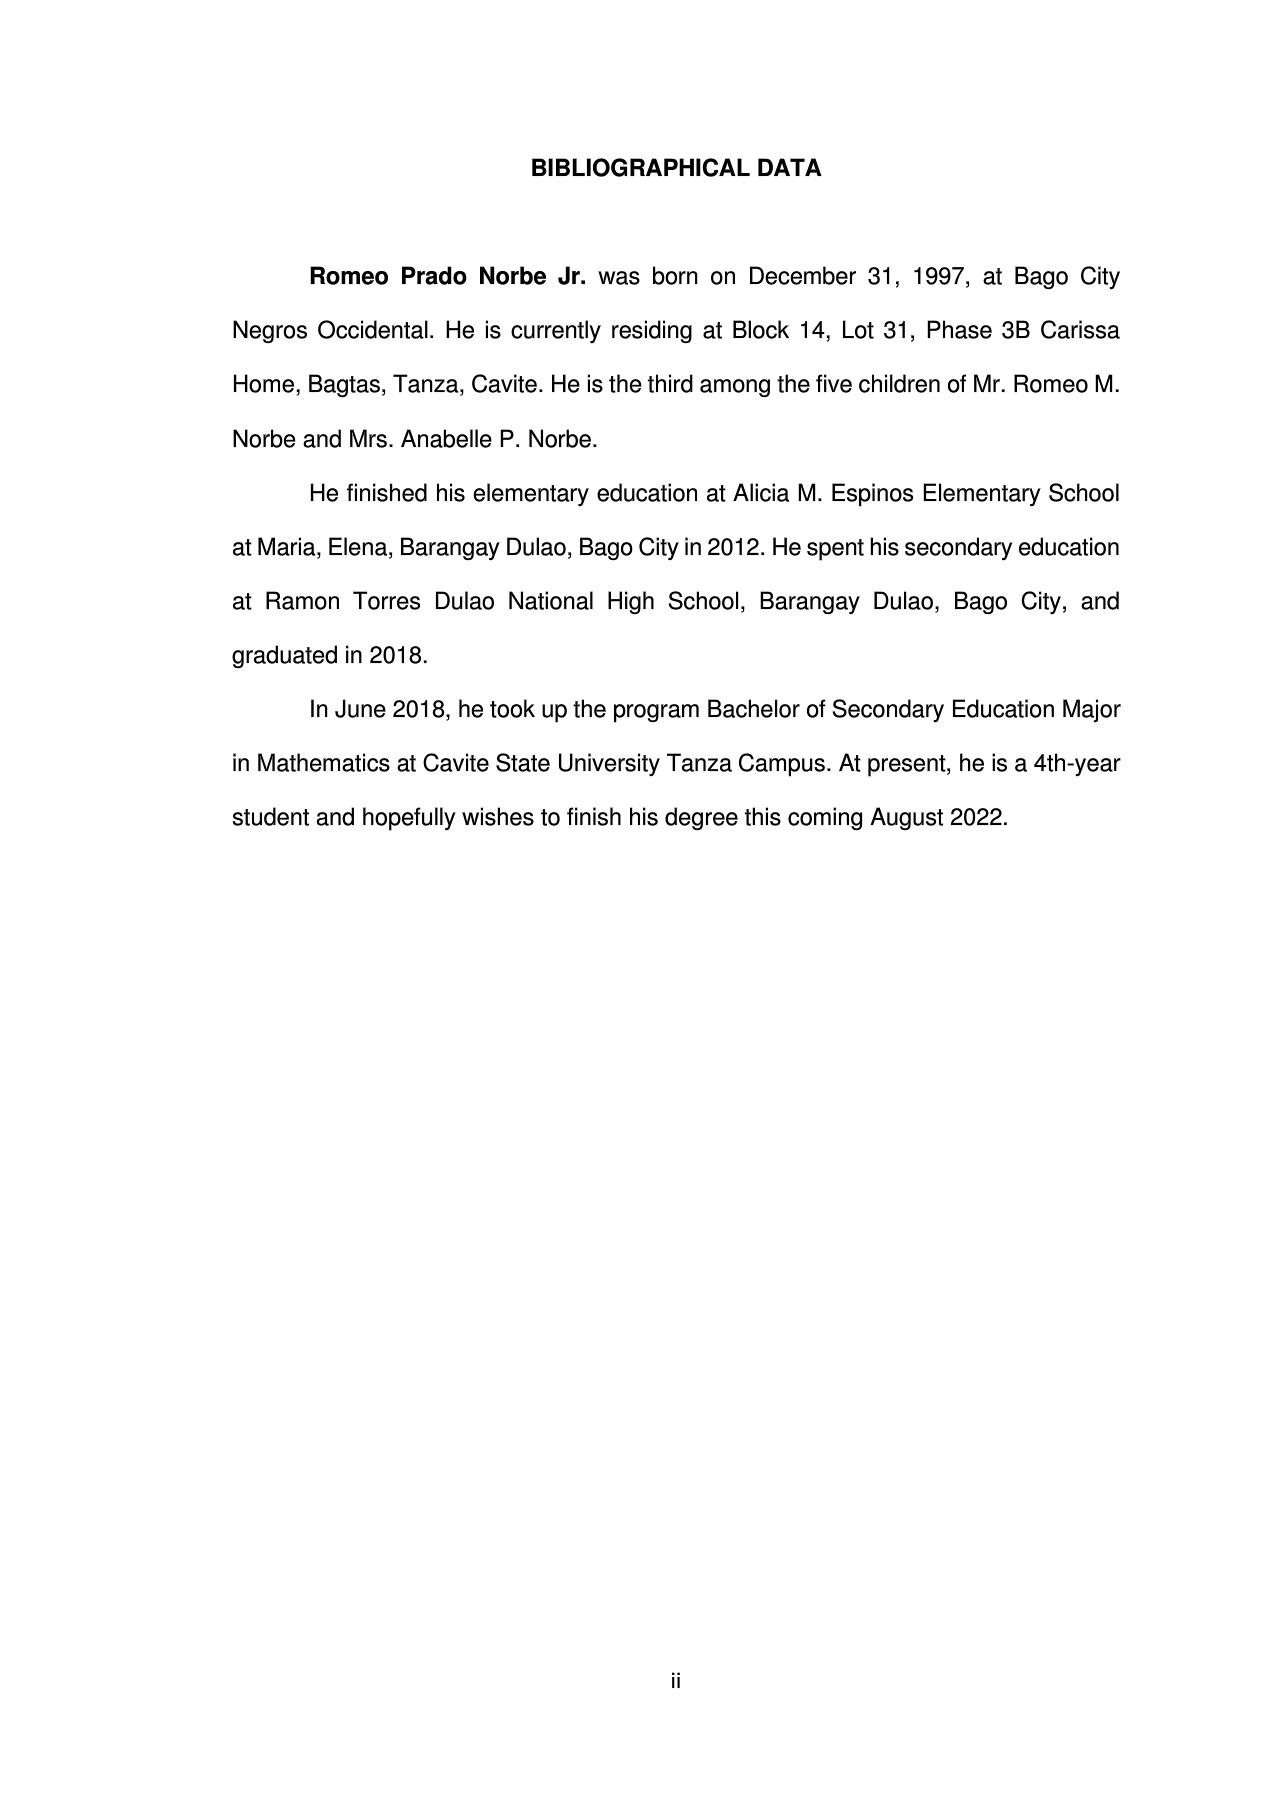 BIBLIOGRAPHICAL DATA
Romeo Prado Norbe Jr. was born on December 31, 1997, at Bago City
Negros Occidental. He is currently residing at Block 14, Lot 31, Phase 3B Carissa
Home, Bagtas, Tanza, Cavite. He is the third among the five children of Mr. Romeo M.
Norbe and Mrs. Anabelle P. Norbe.
He finished his elementary education at Alicia M. Espinos Elementary School
at Maria, Elena, Barangay Dulao, Bago City in 2012. He spent his secondary education
at Ramon Torres Dulao National High School, Barangay Dulao, Bago City, and
graduated in 2018.
In June 2018, he took up the program Bachelor of Secondary Education Major
in Mathematics at Cavite State University Tanza Campus. At present, he is a 4th-year
student and hopefully wishes to finish his degree this coming August 2022.
ii